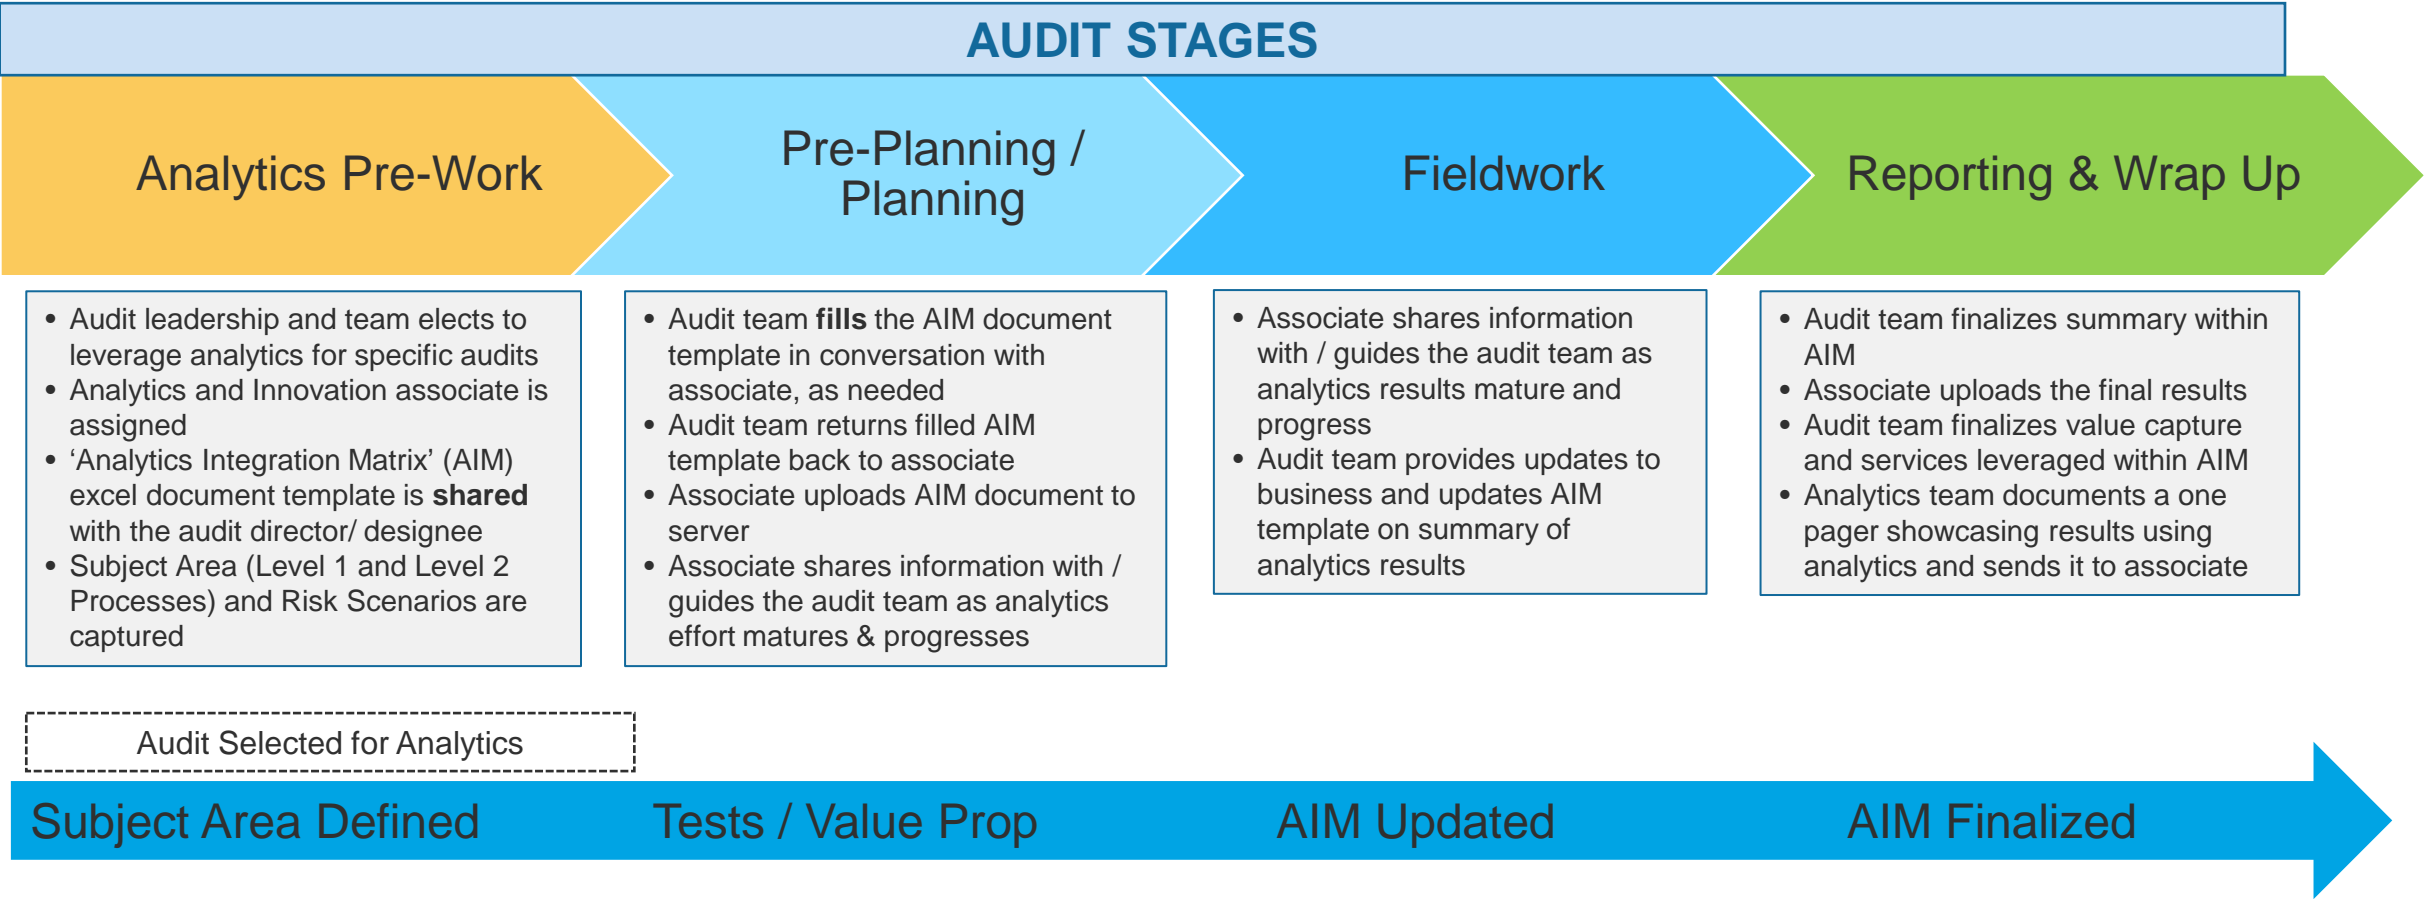 AUDIT STAGES
Analytics Pre-Work
Pre-Planning /
Planning
Fieldwork
Reporting & Wrap Up
• Audit leadership and team elects to
leverage analytics for specific audits
• Analytics and Innovation associate is
assigned
• ‘Analytics Integration Matrix’ (AIM)
excel document template is shared
with the audit director/ designee
• Subject Area (Level 1 and Level 2
Processes) and Risk Scenarios are
captured
• Audit team fills the AIM document
template in conversation with
associate, as needed
• Audit team returns filled AIM
template back to associate
• Associate uploads AIM document to
server
• Associate shares information with /
guides the audit team as analytics
effort matures & progresses
• Associate shares information
with / guides the audit team as
analytics results mature and
progress
• Audit team provides updates to
business and updates AIM
template on summary of
analytics results
• Audit team finalizes summary within
AIM
• Associate uploads the final results
• Audit team finalizes value capture
and services leveraged within AIM
• Analytics team documents a one
pager showcasing results using
analytics and sends it to associate
Audit Selected for Analytics
Subject Area Defined
Tests / Value Prop
AIM Updated
AIM Finalized